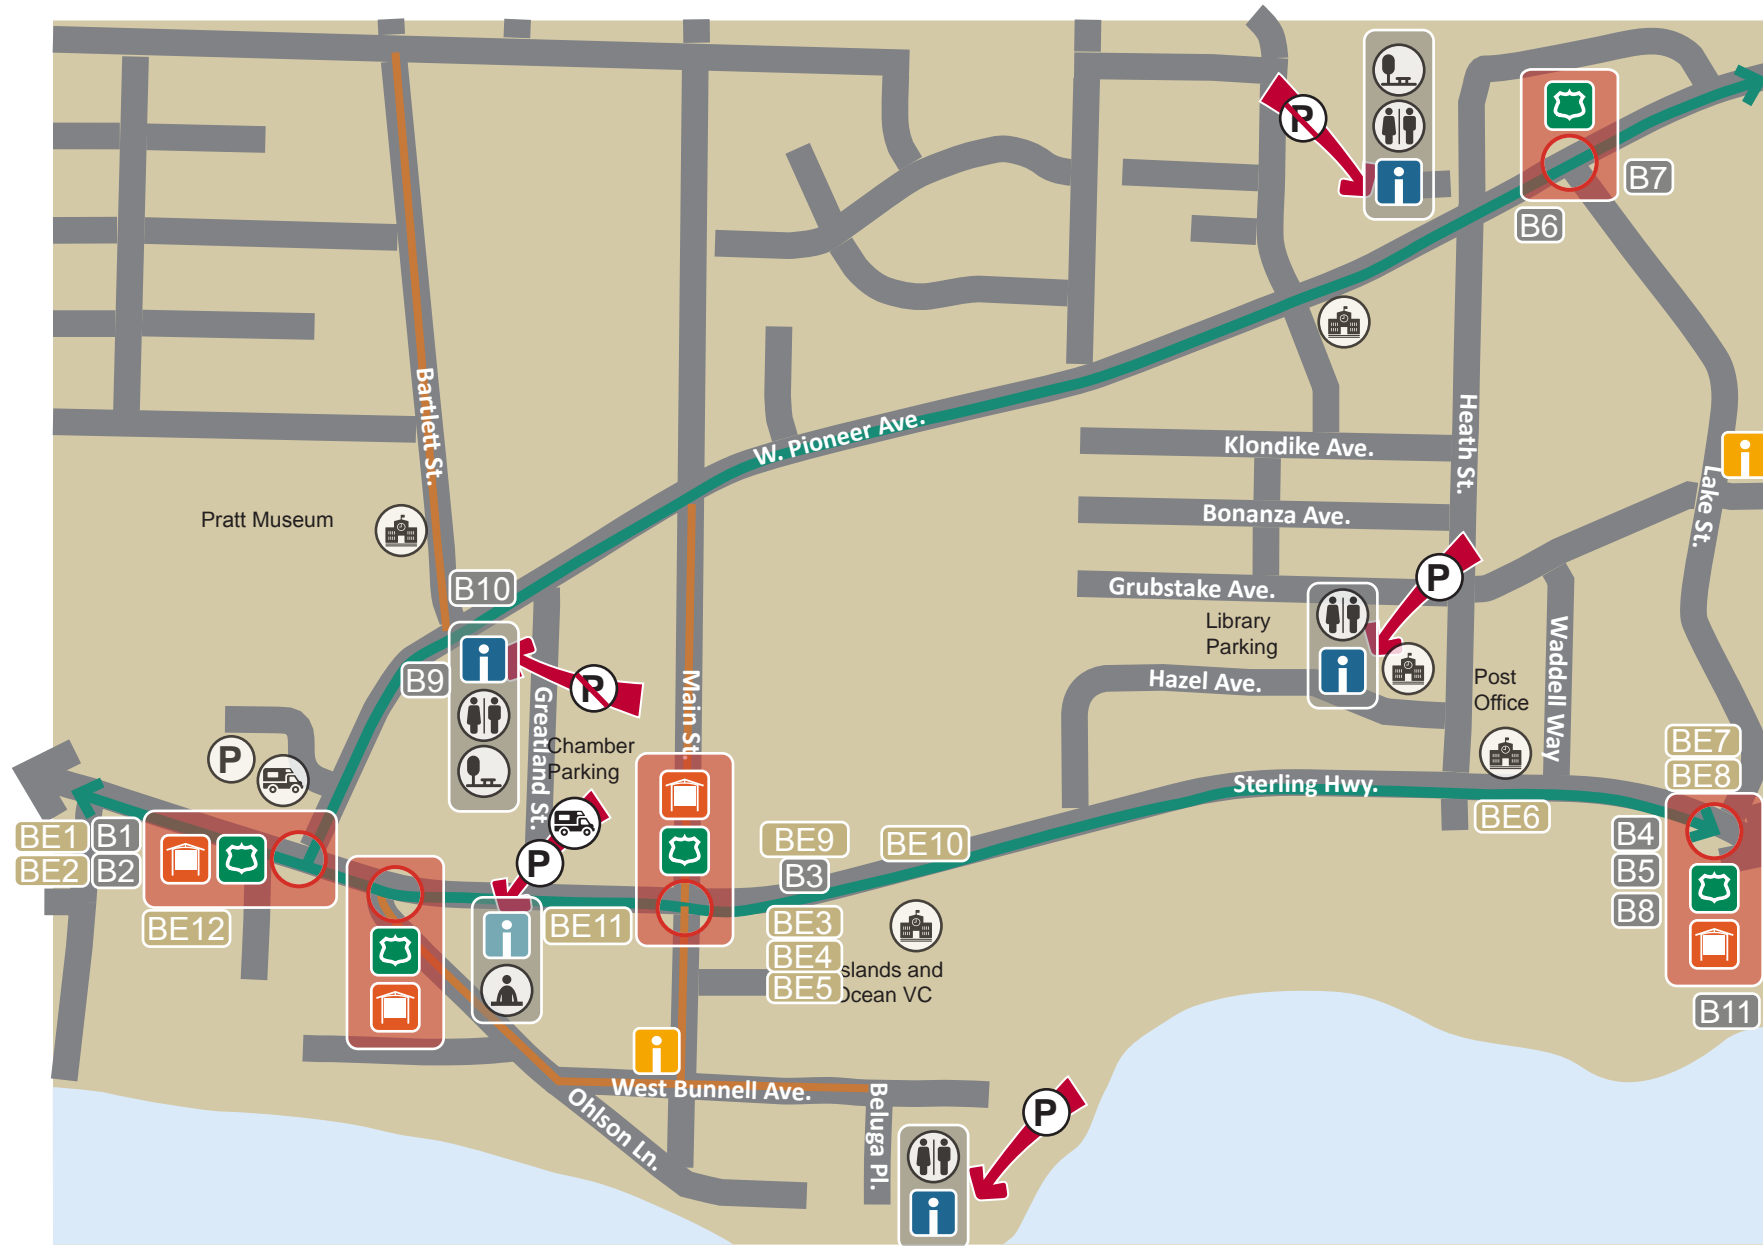 P
B7
B6
Bartlett St.
W. Pioneer Ave.
Heath St.
Klondike Ave.
Bonanza Ave.
Lake St.
Pratt Museum
P
Grubstake Ave.
B10
Library
Parking
Waddell Way
B9
P
Main St.
Greatland St.
Hazel Ave.
Post
Office
Chamber
Parking
P
BE7
BE8
Sterling Hwy.
BE6
BE1
B1
BE2
B2
BE9
BE10
B3
B4
B5
B8
P
BE12
BE11
BE3
BE4
BE5
slands and
Ocean VC
B11
West Bunnell Ave.
Ohlson Ln.
Beluga Pl.
P